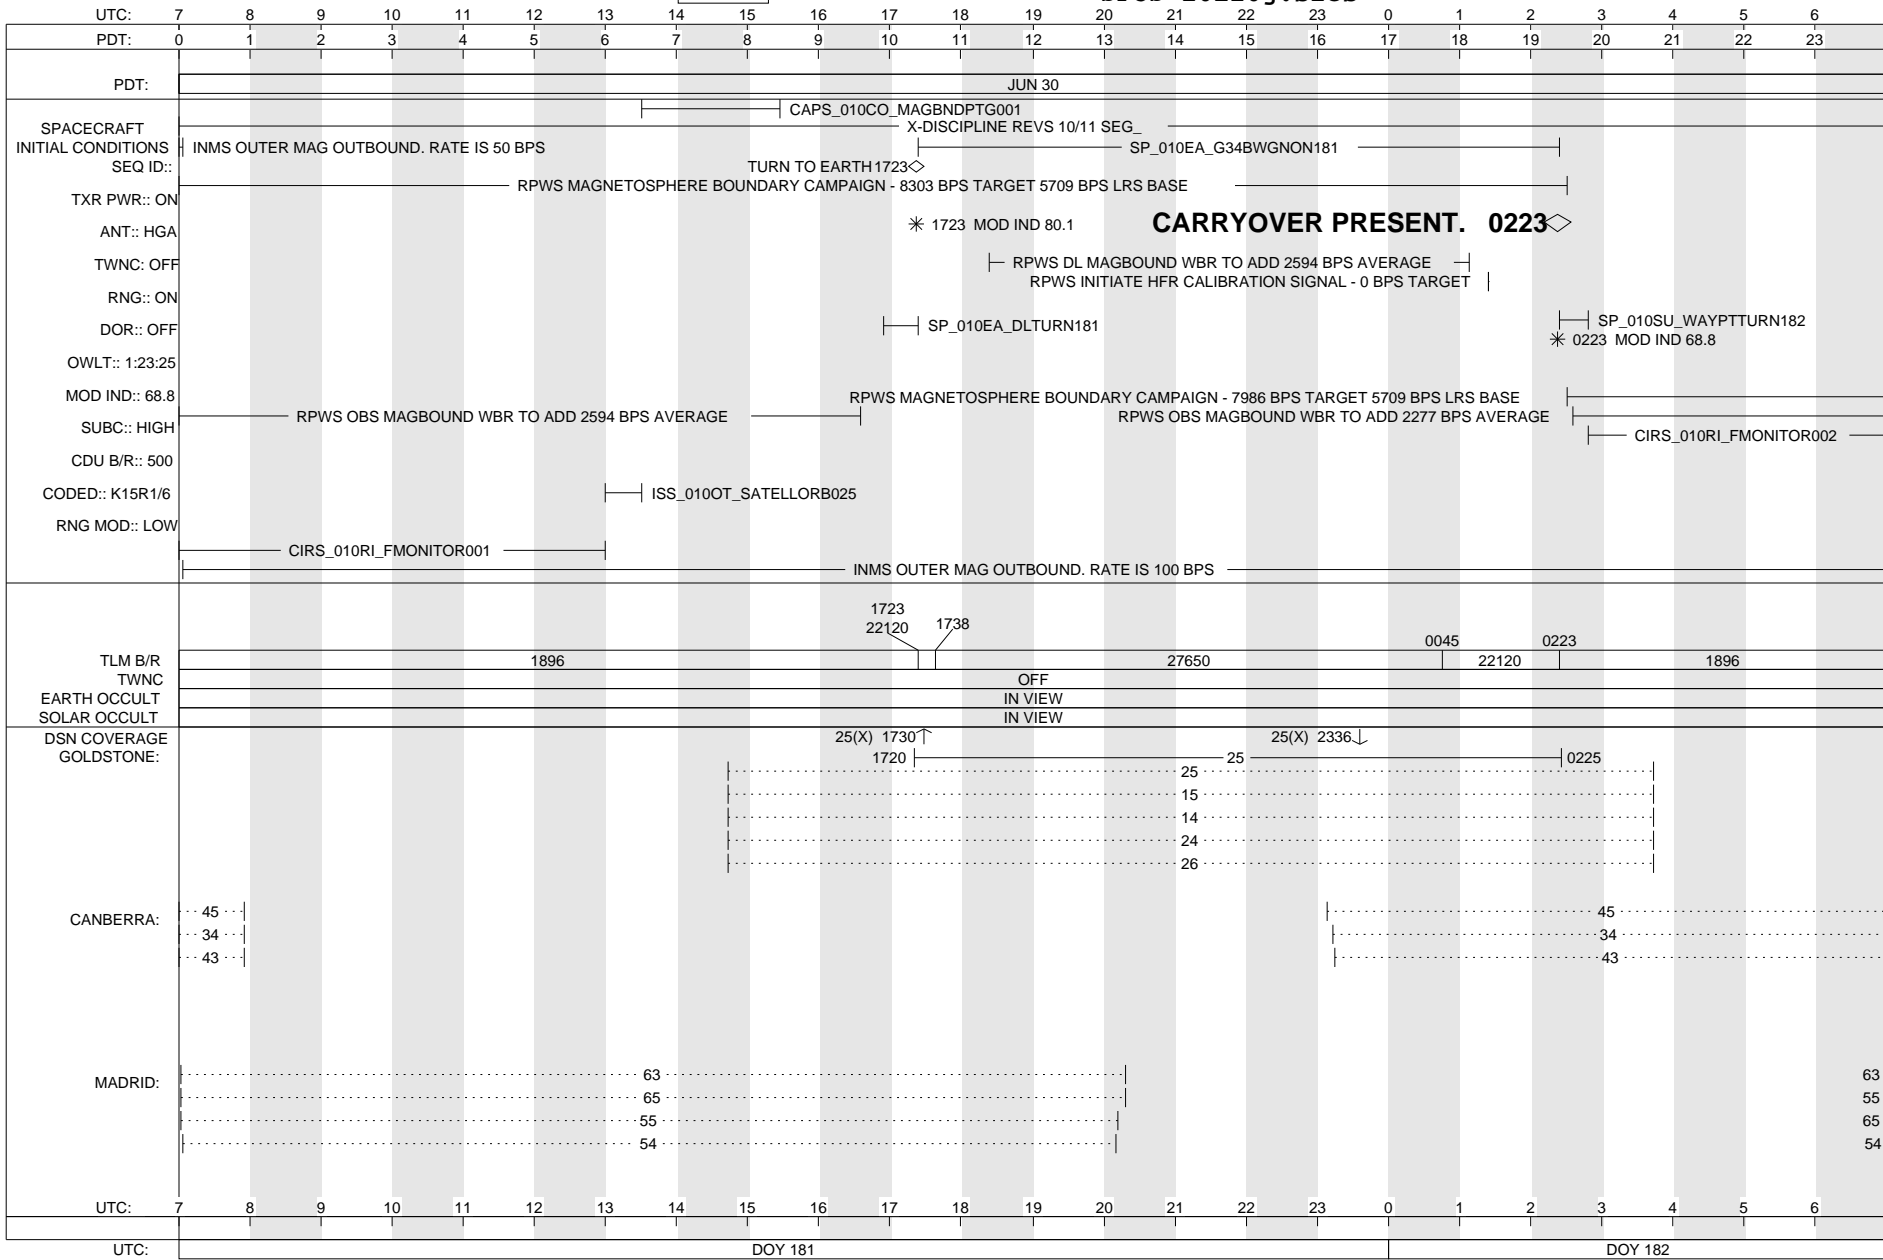 UTC: 7 8 9 10 11 12 13 14 15 16 17 18 19 20 21 22 23 0 1 2 3 4 5 6
PDT: 0 1 2 3 4 5 6 7 8 9 10 11 12 13 14 15 16 17 18 19 20 21 22 23
PDT: JUN 30
CAPS_010CO_MAGBNDPTG001
SPACECRAFT X-DISCIPLINE REVS 10/11 SEG_
INITIAL CONDITIONS INMS OUTER MAG OUTBOUND. RATE IS 50 BPS SP_010EA_G34BWGNON181
SEQ ID:: TURN TO EARTH 1723
RPWS MAGNETOSPHERE BOUNDARY CAMPAIGN - 8303 BPS TARGET 5709 BPS LRS BASE
TXR PWR:: ON
1723 MOD IND 80.1 CARRYOVER PRESENT. 0223
ANT:: HGA
TWNC: OFF RPWS DL MAGBOUND WBR TO ADD 2594 BPS AVERAGE
RPWS INITIATE HFR CALIBRATION SIGNAL - 0 BPS TARGET
RNG:: ON
DOR:: OFF SP_010EA_DLTURN181 SP_010SU_WAYPTTURN182
0223 MOD IND 68.8
OWLT:: 1:23:25
MOD IND:: 68.8 RPWS MAGNETOSPHERE BOUNDARY CAMPAIGN - 7986 BPS TARGET 5709 BPS LRS BASE
RPWS OBS MAGBOUND WBR TO ADD 2594 BPS AVERAGE RPWS OBS MAGBOUND WBR TO ADD 2277 BPS AVERAGE
SUBC:: HIGH CIRS_010RI_FMONITOR002
CDU B/R:: 500
CODED:: K15R1/6 ISS_010OT_SATELLORB025
RNG MOD:: LOW
CIRS_010RI_FMONITOR001
INMS OUTER MAG OUTBOUND. RATE IS 100 BPS
1723
22120 1738
0045 0223
TLM B/R 1896 27650 22120 1896
TWNC OFF
EARTH OCCULT IN VIEW
SOLAR OCCULT IN VIEW
DSN COVERAGE 25(X) 1730 25(X) 2336
GOLDSTONE: 1720 25 0225
25
15
14
24
26
CANBERRA: 45 45
34 34
43 43
MADRID: 63 63
65 55
55 65
54 54
UTC: 7 8 9 10 11 12 13 14 15 16 17 18 19 20 21 22 23 0 1 2 3 4 5 6
UTC: DOY 181 DOY 182